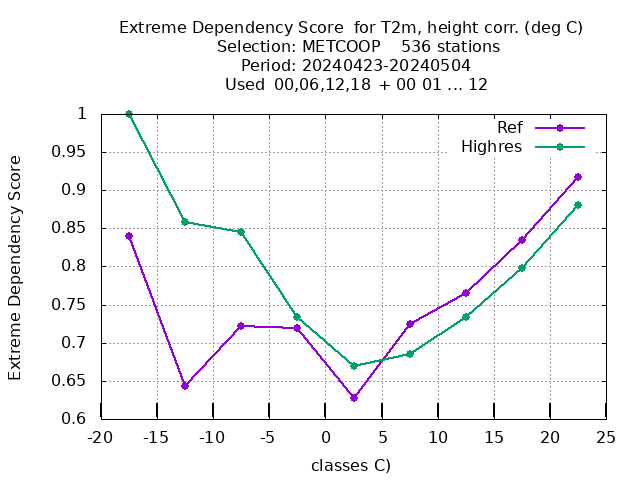 Extreme Dependency Score  for T2m, height corr. (deg C)
Selection: METCOOP    536 stations
Period: 20240423-20240504
Used  00,06,12,18 + 00 01 ... 12
Ref
Highres
Extreme Dependency Score
1
0.95
0.9
0.85
0.8
0.75
0.7
0.65
0.6
-20 -15 -10 -5 0 5 10 15 20 25
classes C)